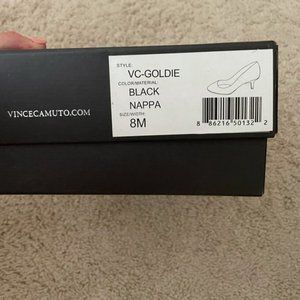 VINCECAMUTO.COM
STYLE:
VC-GOLDIE
COLOR/MATERIAL:
BLACK
NAPPA
SIZE/WIDTH:
8M
8 86216 50132 2